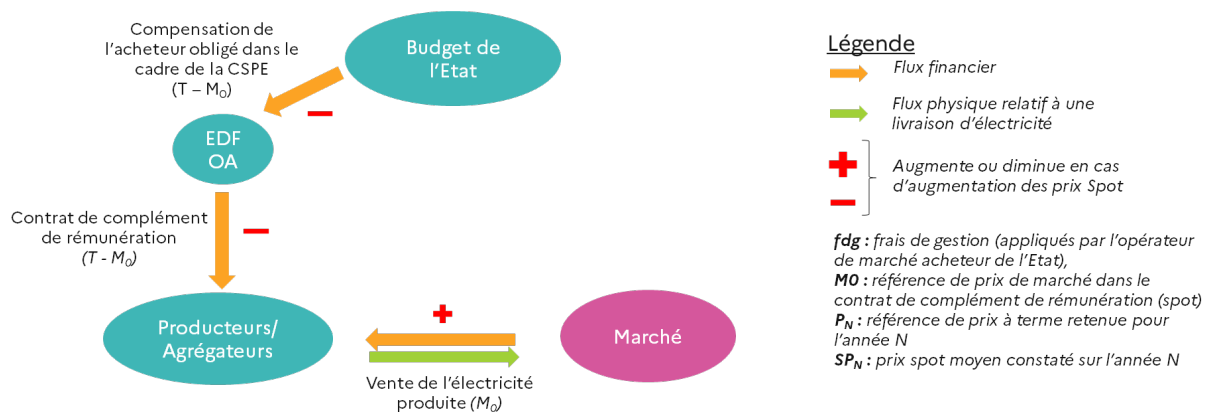 Compensation de
l'acheteur obligé dans le
cadre de la CSPE
(T – M0)
Budget de
l'Etat
EDF
OA
Contrat de complément
de rémunération
(T - M0)
Producteurs/
Agrégateurs
Marché
Vente de l'électricité
produite (M0)
Légende
Flux financier
Flux physique relatif à une
livraison d'électricité
Augmente ou diminue en cas
d'augmentation des prix Spot
fdg : frais de gestion (appliqués par l'opérateur
de marché acheteur de l'Etat),
M0 : référence de prix de marché dans le
contrat de complément de rémunération (spot)
PN : référence de prix à terme retenue pour
l'année N
SPN : prix spot moyen constaté sur l'année N